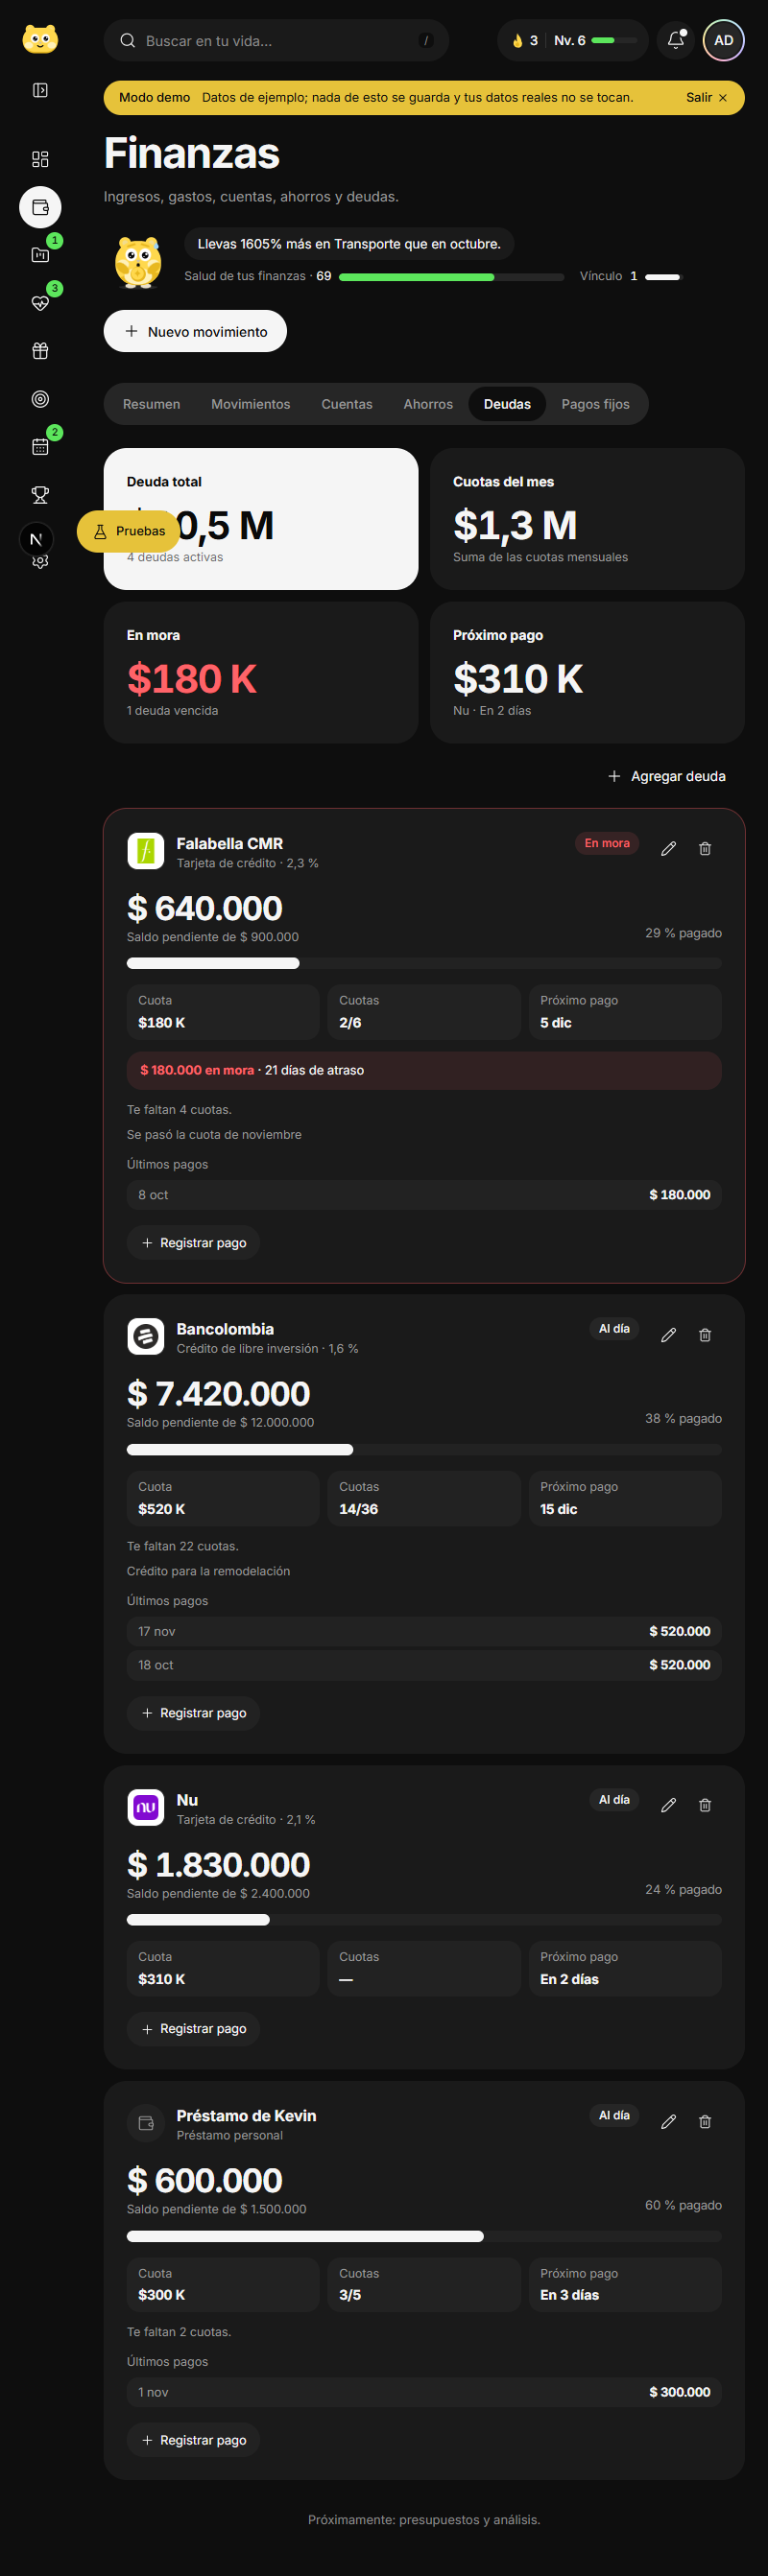 Buscar en tu vida...
/
3
Nv. 6
AD
Modo demo Datos de ejemplo; nada de esto se guarda y tus datos reales no se tocan. Salir ×
Finanzas
Ingresos, gastos, cuentas, ahorros y deudas.
1
3
2
N
Llevas 1605% más en Transporte que en octubre.
Salud de tus finanzas · 69
Vínculo 1
+ Nuevo movimiento
Resumen Movimientos Cuentas Ahorros Deudas Pagos fijos
Deuda total
0,5 M
4 deudas activas
Pruebas
Cuotas del mes
$1,3 M
Suma de las cuotas mensuales
En mora
$180 K
1 deuda vencida
Próximo pago
$310 K
Nu · En 2 días
+ Agregar deuda
Falabella CMR
Tarjeta de crédito · 2,3 %
En mora
$ 640.000
Saldo pendiente de $ 900.000
29 % pagado
Cuota
$180 K
Cuotas
2/6
Próximo pago
5 dic
$ 180.000 en mora · 21 días de atraso
Te faltan 4 cuotas.
Se pasó la cuota de noviembre
Últimos pagos
8 oct $ 180.000
+ Registrar pago
Bancolombia
Crédito de libre inversión · 1,6 %
Al día
$ 7.420.000
Saldo pendiente de $ 12.000.000
38 % pagado
Cuota
$520 K
Cuotas
14/36
Próximo pago
15 dic
Te faltan 22 cuotas.
Crédito para la remodelación
Últimos pagos
17 nov $ 520.000
18 oct $ 520.000
+ Registrar pago
nu
Nu
Tarjeta de crédito · 2,1 %
Al día
$ 1.830.000
Saldo pendiente de $ 2.400.000
24 % pagado
Cuota
$310 K
Cuotas
—
Próximo pago
En 2 días
+ Registrar pago
Préstamo de Kevin
Préstamo personal
Al día
$ 600.000
Saldo pendiente de $ 1.500.000
60 % pagado
Cuota
$300 K
Cuotas
3/5
Próximo pago
En 3 días
Te faltan 2 cuotas.
Últimos pagos
1 nov $ 300.000
+ Registrar pago
Próximamente: presupuestos y análisis.